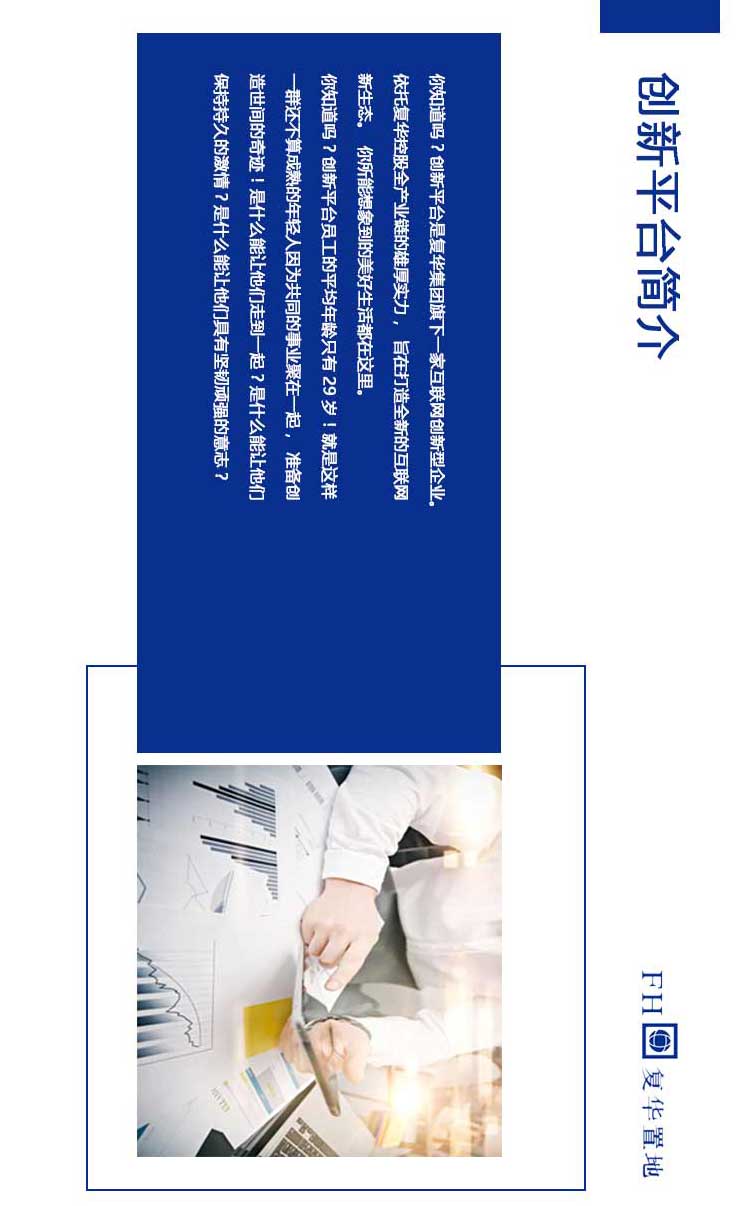 创新平台简介
FH 复华置地
你知道吗？创新平台是复华集团旗下一家互联网创新型企业。
依托复华控股全产业链的雄厚实力，旨在打造全新的互联网
新生态。 你所能想象到的美好生活都在这里。
你知道吗？创新平台员工的平均年龄只有 29 岁！就是这样
一群还不算成熟的年轻人因为共同的事业聚在一起，准备创
造世间的奇迹！是什么能让他们走到一起？是什么能让他们
保持持久的激情？是什么能让他们具有坚韧顽强的意志？